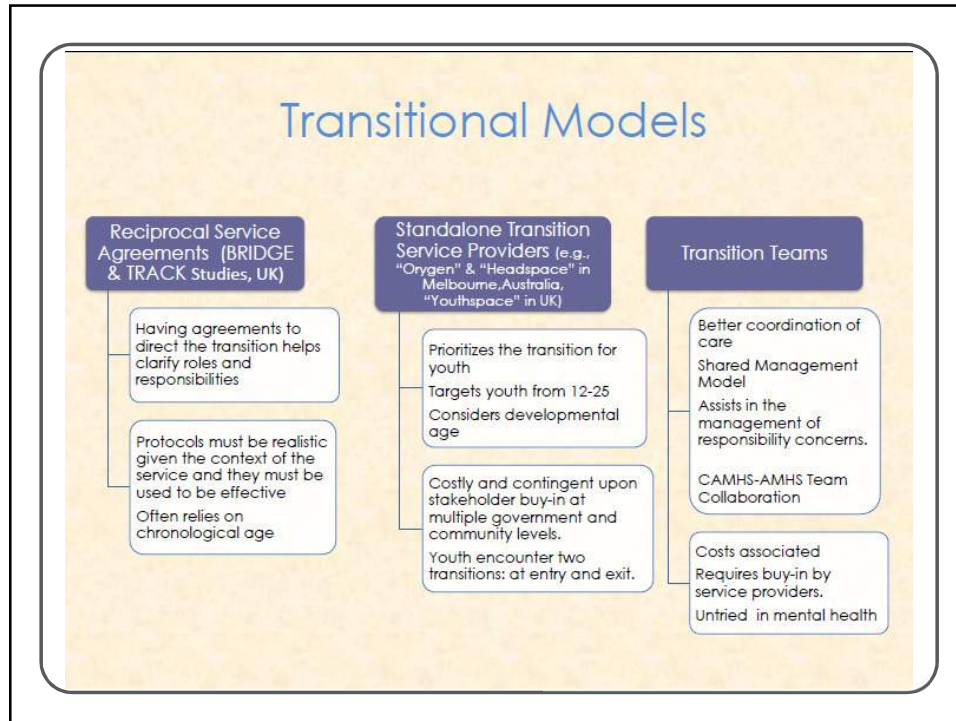 Transitional Models
Reciprocal Service
Agreements (BRIDGE
& TRACK Studies, UK)
Having agreements to
direct the transition helps
clarify roles and
responsibilities
Protocols must be realistic
given the context of the
service and they must be
used to be effective
Often relies on
chronological age
Standalone Transition
Service Providers (e.g.,
"Orygen" & "Headspace" in
Melbourne,Australia,
"Youthspace" in UK)
Prioritizes the transition for
youth
Targets youth from 12-25
Considers developmental
age
Costly and contingent upon
stakeholder buy-in at
multiple government and
community levels.
Youth encounter two
transitions: at entry and exit.
Transition Teams
Better coordination of
care
Shared Management
Model
Assists in the
management of
responsibility concerns.
CAMHS-AMHS Team
Collaboration
Costs associated
Requires buy-in by
service providers.
Untried in mental health